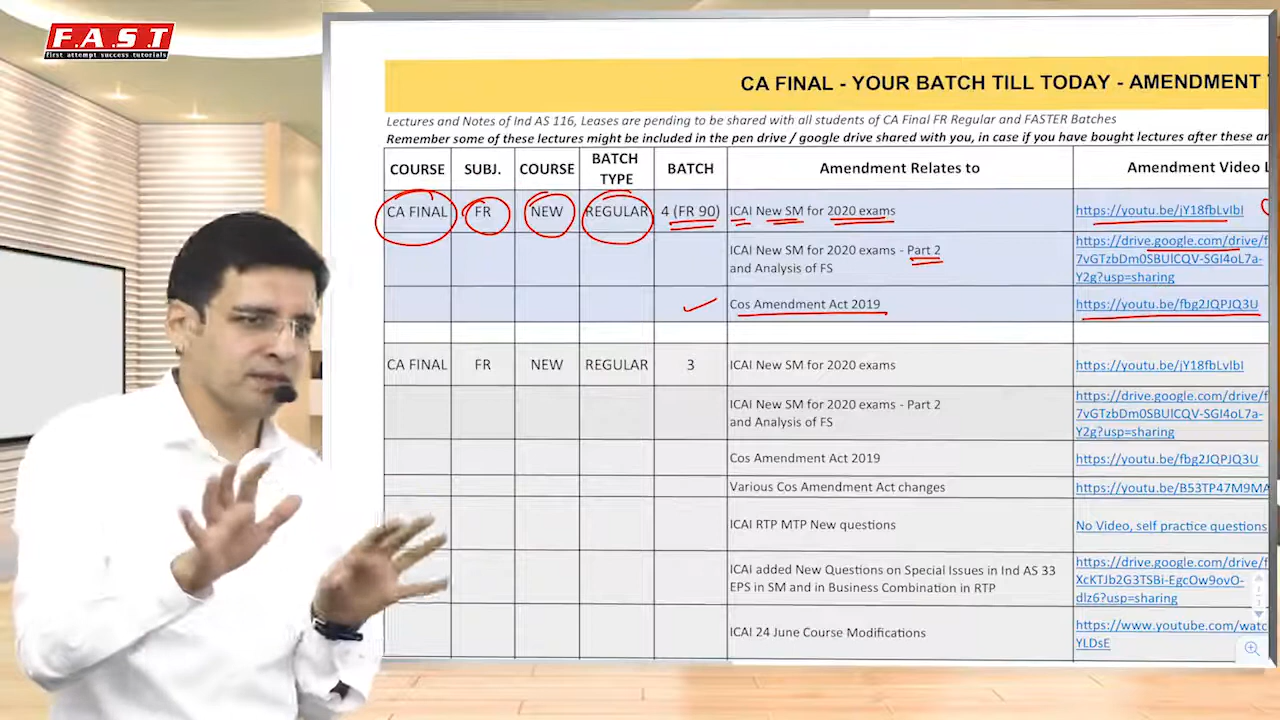 F.A.S.T
first attempt success tutorials
CA FINAL - YOUR BATCH TILL TODAY - AMENDMENT
Lectures and Notes of Ind AS 116, Leases are pending to be shared with all students of CA Final FR Regular and FASTER Batches
Remember some of these lectures might be included in the pen drive / google drive shared with you, in case if you have bought lectures after these
COURSE SUBJ. COURSE BATCH TYPE BATCH Amendment Relates to Amendment Video
CA FINAL FR NEW REGULAR 4 (FR 90) ICAI New SM for 2020 exams https://youtu.be/jY18fbLvIbI
ICAI New SM for 2020 exams - Part 2
and Analysis of FS
https://drive.google.com/drive/f
7vGTzbDm0SBUlCQV-SGI4oL7a-
Y2g?usp=sharing
Cos Amendment Act 2019 https://youtu.be/fbg2JQPJQ3U
CA FINAL FR NEW REGULAR 3 ICAI New SM for 2020 exams https://youtu.be/jY18fbLvIbI
ICAI New SM for 2020 exams - Part 2
and Analysis of FS
https://drive.google.com/drive/f
7vGTzbDm0SBUlCQV-SGI4oL7a-
Y2g?usp=sharing
Cos Amendment Act 2019 https://youtu.be/fbg2JQPJQ3U
Various Cos Amendment Act changes https://youtu.be/B53TP47M9MA
ICAI RTP MTP New questions No Video, self practice questions
ICAI added New Questions on Special Issues in Ind AS 33
EPS in SM and in Business Combination in RTP
https://drive.google.com/drive/f
XcKTJb2G3TSBi-EgcOw9ovO-
dlz6?usp=sharing
ICAI 24 June Course Modifications
https://www.youtube.com/watc
YLDsE